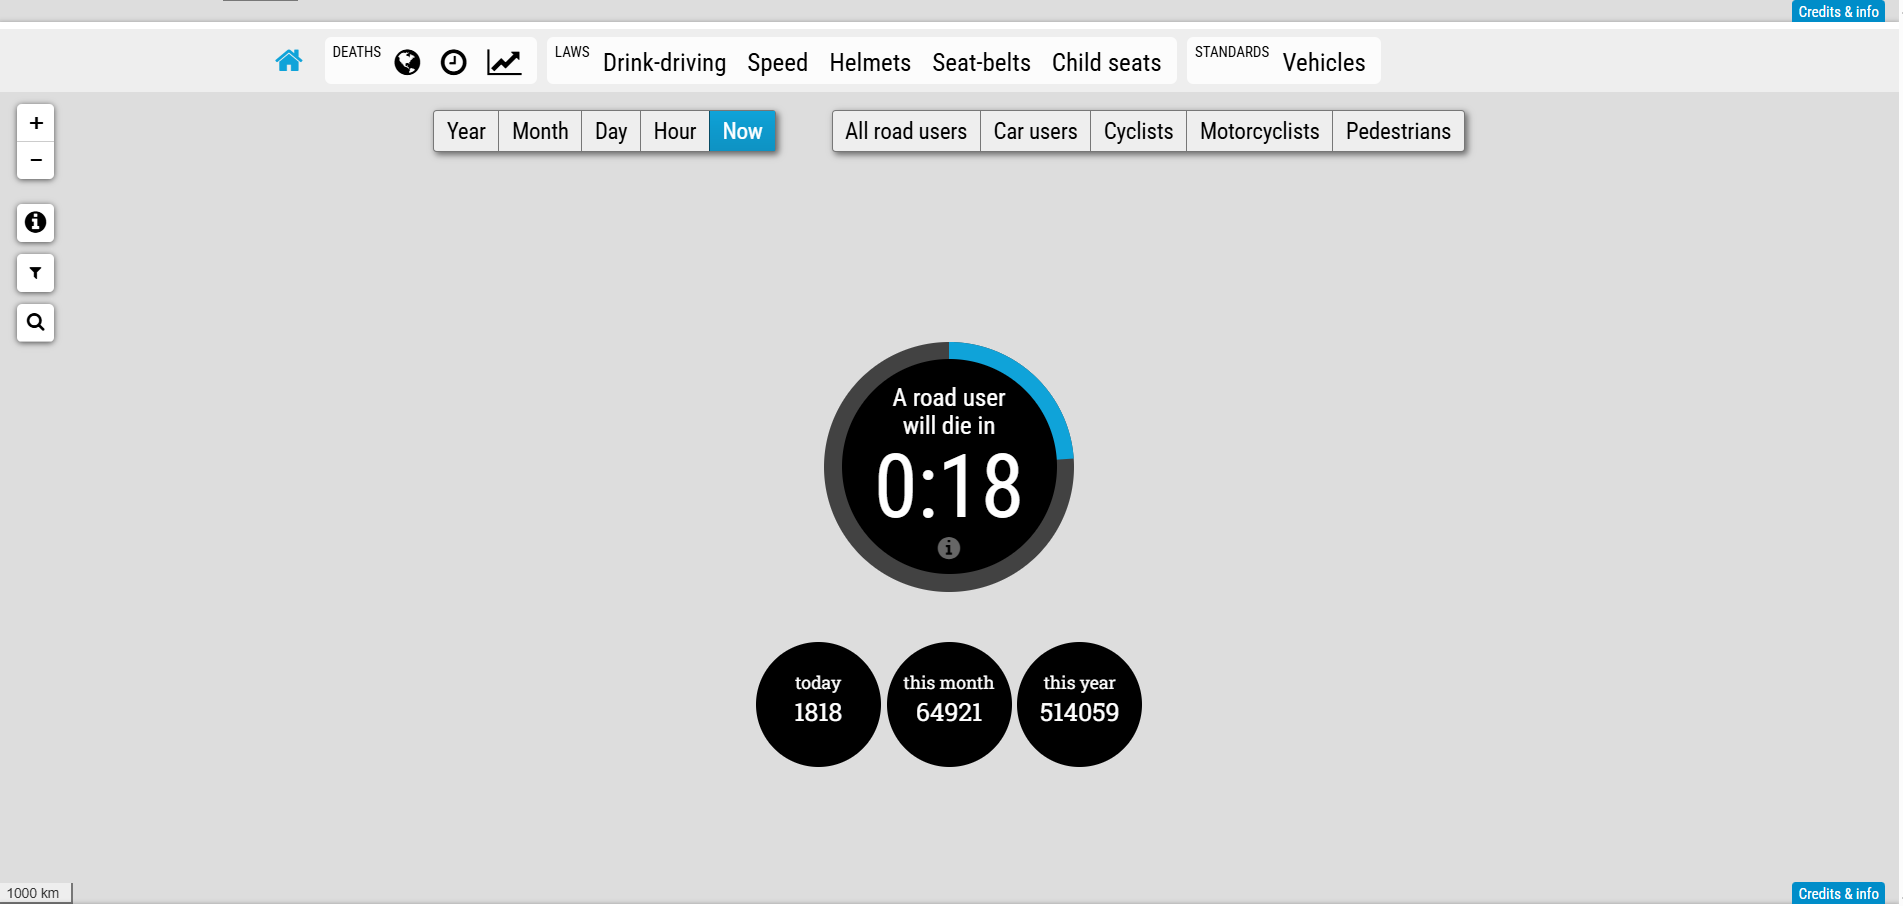 Credits & info
DEATHS
LAWS Drink-driving Speed Helmets Seat-belts Child seats
STANDARDS Vehicles
+
−
Year Month Day Hour Now
All road users Car users Cyclists Motorcyclists Pedestrians
A road user
will die in
0:18
today
1818
this month
64921
this year
514059
1000 km
Credits & info